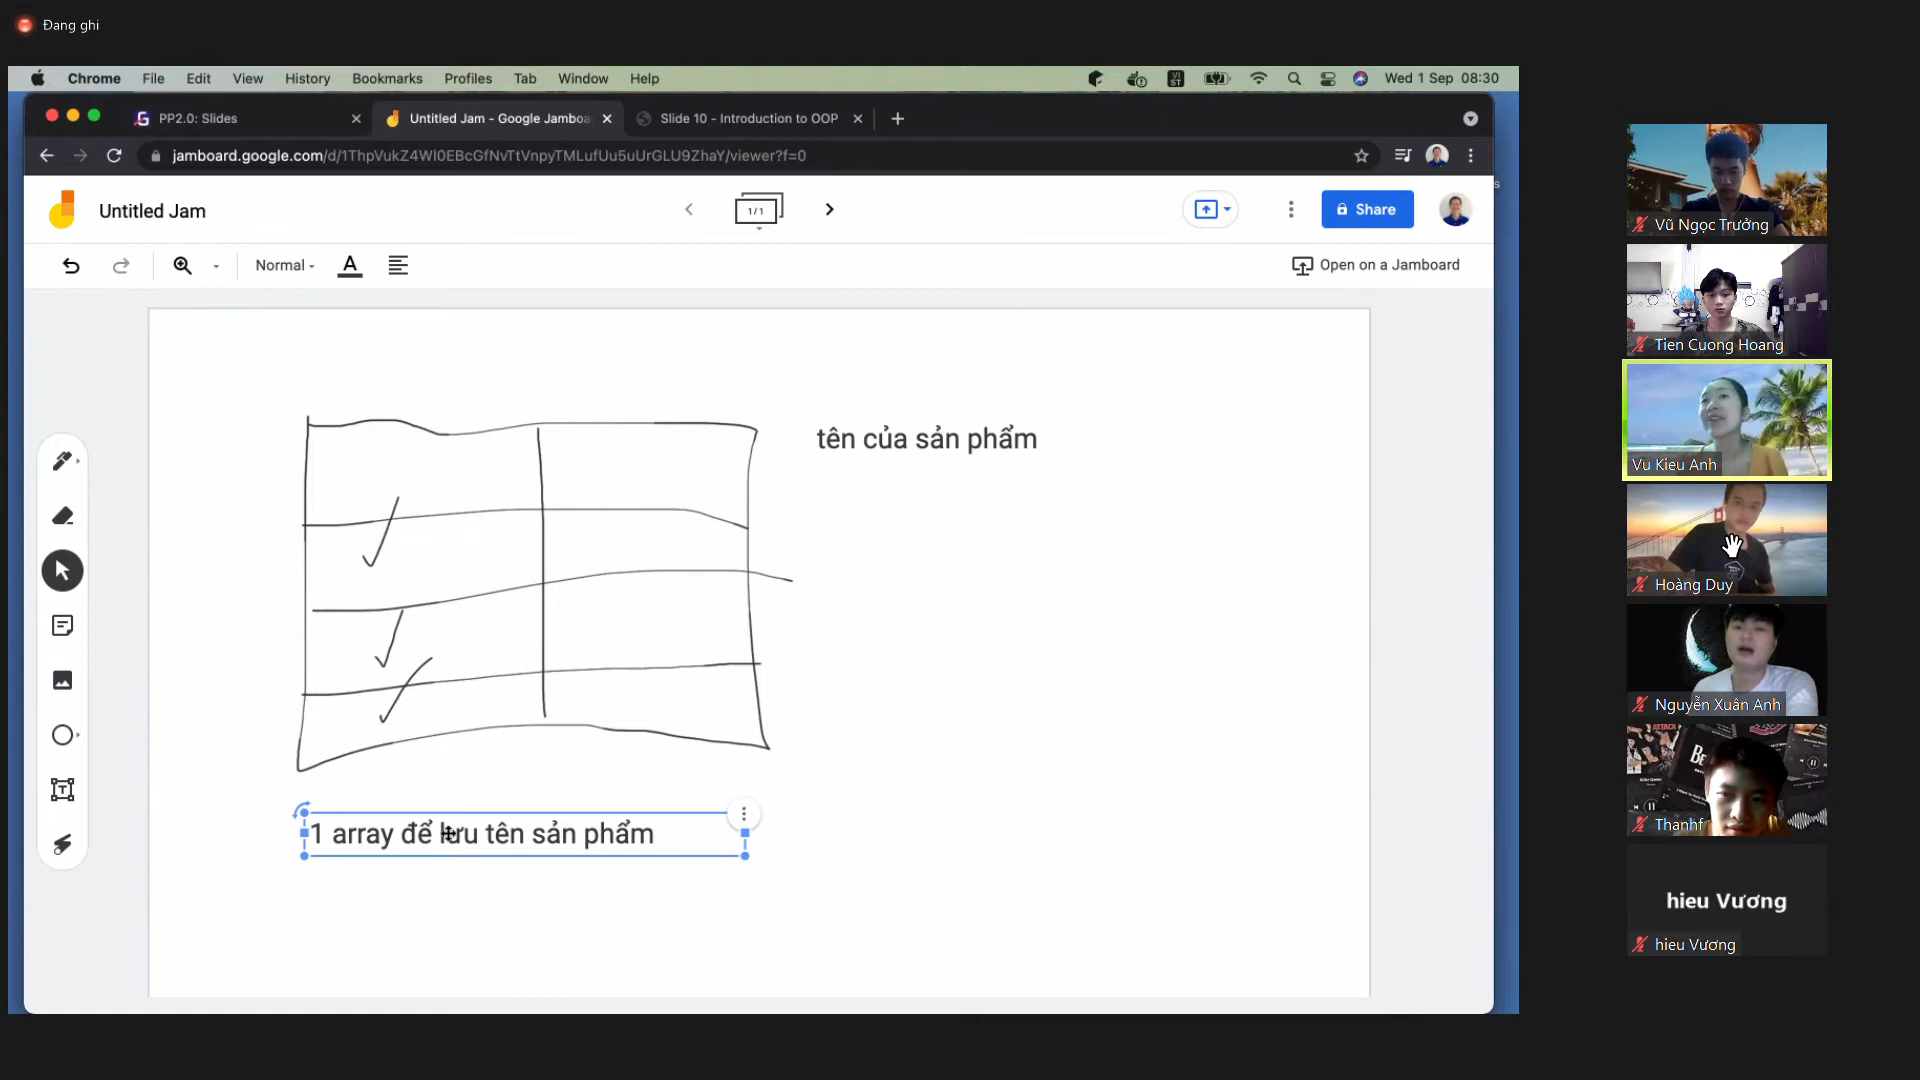 Đang ghi
Chrome File Edit View History Bookmarks Profiles Tab Window Help
Wed 1 Sep 08:30
PP2.0: Slides
Untitled Jam - Google Jamboa
Slide 10 - Introduction to OOP
jamboard.google.com/d/1ThpVukZ4Wl0EBcGfNvTtVnpyTMLufUu5uUrGLU9ZhaY/viewer?f=0
Untitled Jam
1/1
Share
Normal
A
Open on a Jamboard
tên của sản phẩm
1 array để lưu tên sản phẩm
Vũ Ngọc Trưởng
Tien Cuong Hoang
Vu Kieu Anh
Hoàng Duy
Nguyễn Xuân Anh
Thanhf
hieu Vương
hieu Vương